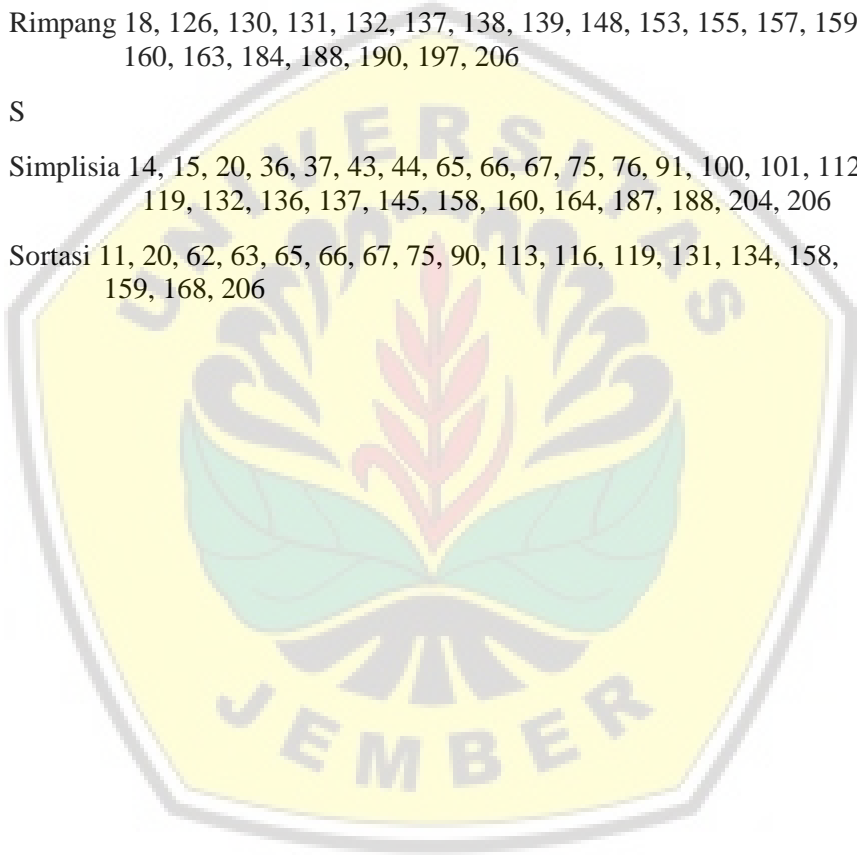 Rimpang 18, 126, 130, 131, 132, 137, 138, 139, 148, 153, 155, 157, 159
160, 163, 184, 188, 190, 197, 206
S
Simplisia 14, 15, 20, 36, 37, 43, 44, 65, 66, 67, 75, 76, 91, 100, 101, 112
119, 132, 136, 137, 145, 158, 160, 164, 187, 188, 204, 206
Sortasi 11, 20, 62, 63, 65, 66, 67, 75, 90, 113, 116, 119, 131, 134, 158,
159, 168, 206
UNIVERSITAS
JEMBER